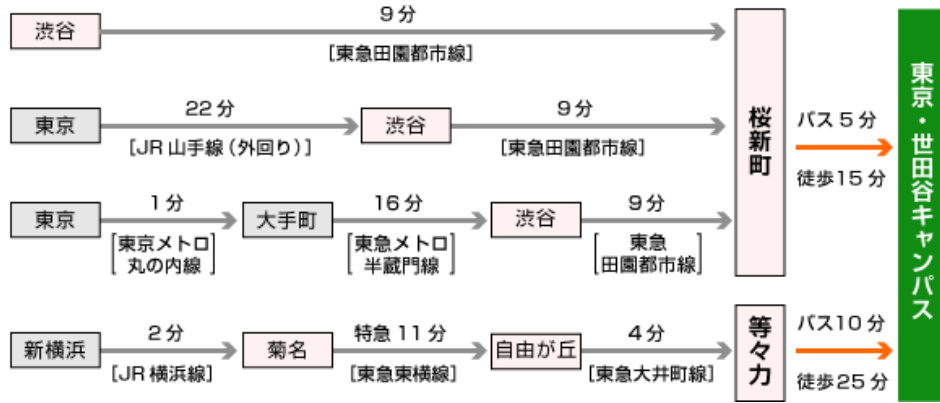 渋谷
9分
[東急田園都市線]
東京
22分
[JR山手線(外回り)]
渋谷
9分
[東急田園都市線]
東京
1分
[東京メトロ
丸の内線]
大手町
16分
[東急メトロ
半蔵門線]
渋谷
9分
[東急
田園都市線]
桜新町
バス5分
徒歩15分
新横浜
2分
[JR横浜線]
菊名
特急11分
[東急東横線]
自由が丘
4分
[東急大井町線]
等々力
バス10分
徒歩25分
東京・世田谷キャンパス